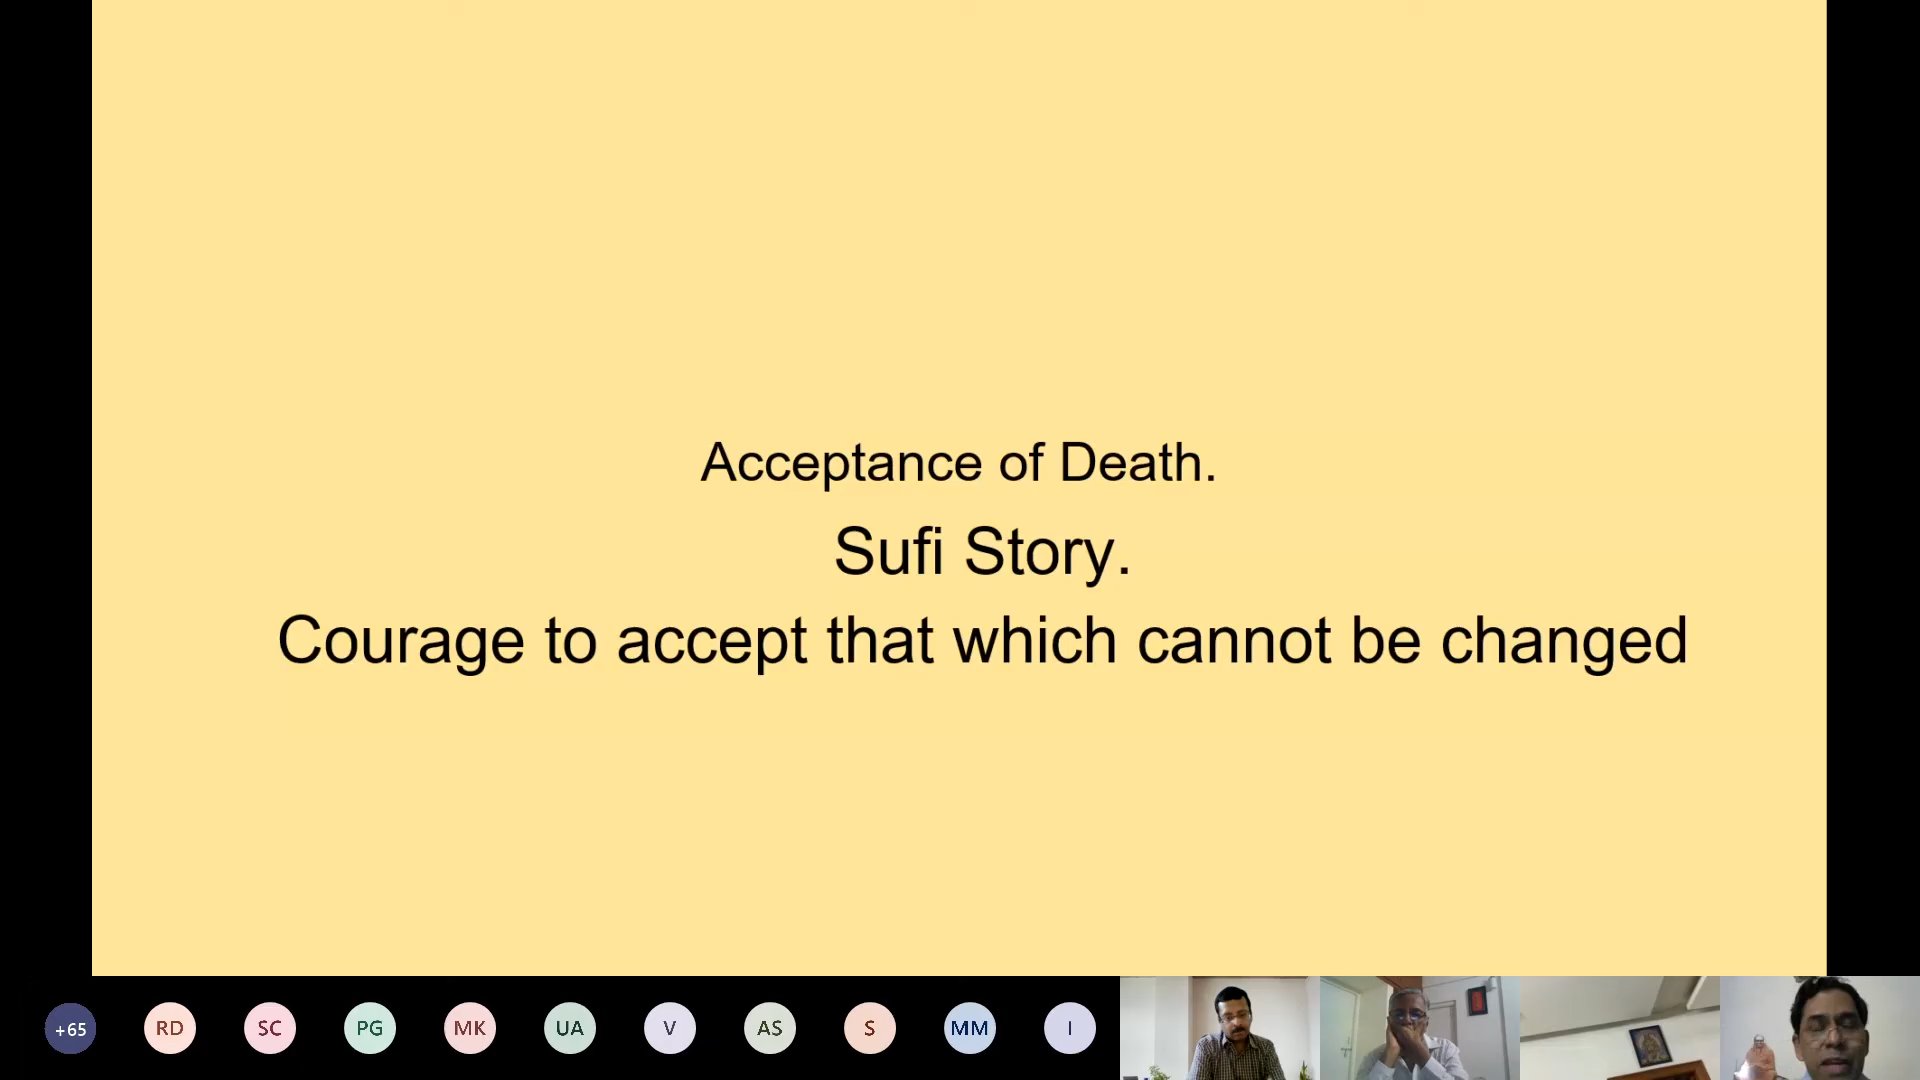 Acceptance of Death.
Sufi Story.
Courage to accept that which cannot be changed
+65
RD
SC
PG
MK
UA
V
AS
S
MM
I